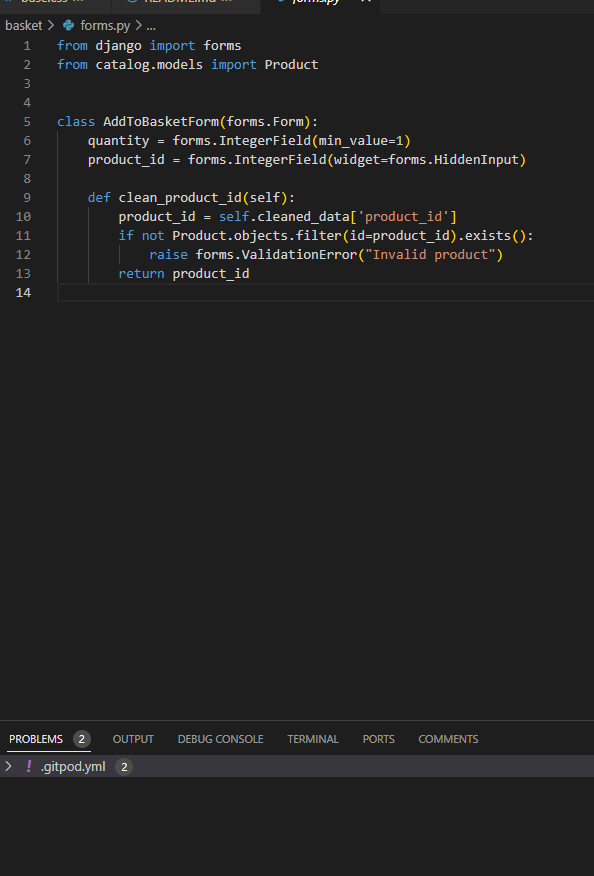 forms.py
basket > forms.py > ...
1 from django import forms
2 from catalog.models import Product
3
4
5 class AddToBasketForm(forms.Form):
6     quantity = forms.IntegerField(min_value=1)
7     product_id = forms.IntegerField(widget=forms.HiddenInput)
8
9     def clean_product_id(self):
10         product_id = self.cleaned_data['product_id']
11         if not Product.objects.filter(id=product_id).exists():
12             raise forms.ValidationError("Invalid product")
13         return product_id
14
PROBLEMS 2 OUTPUT DEBUG CONSOLE TERMINAL PORTS COMMENTS
> ! .gitpod.yml 2